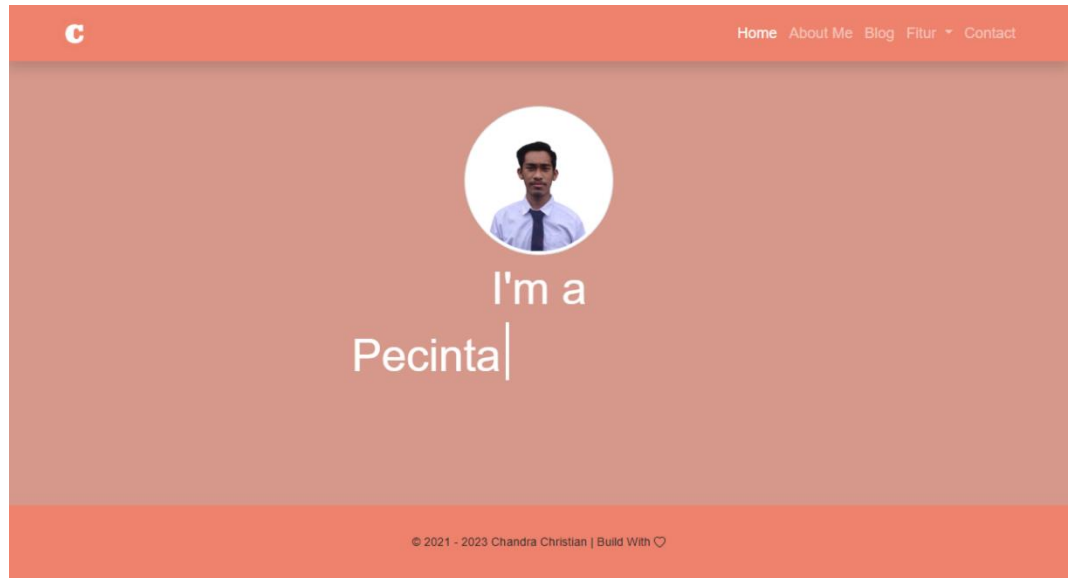 C
Home About Me Blog Fitur Contact
I'm a
Pecinta
© 2021 - 2023 Chandra Christian | Build With ♡